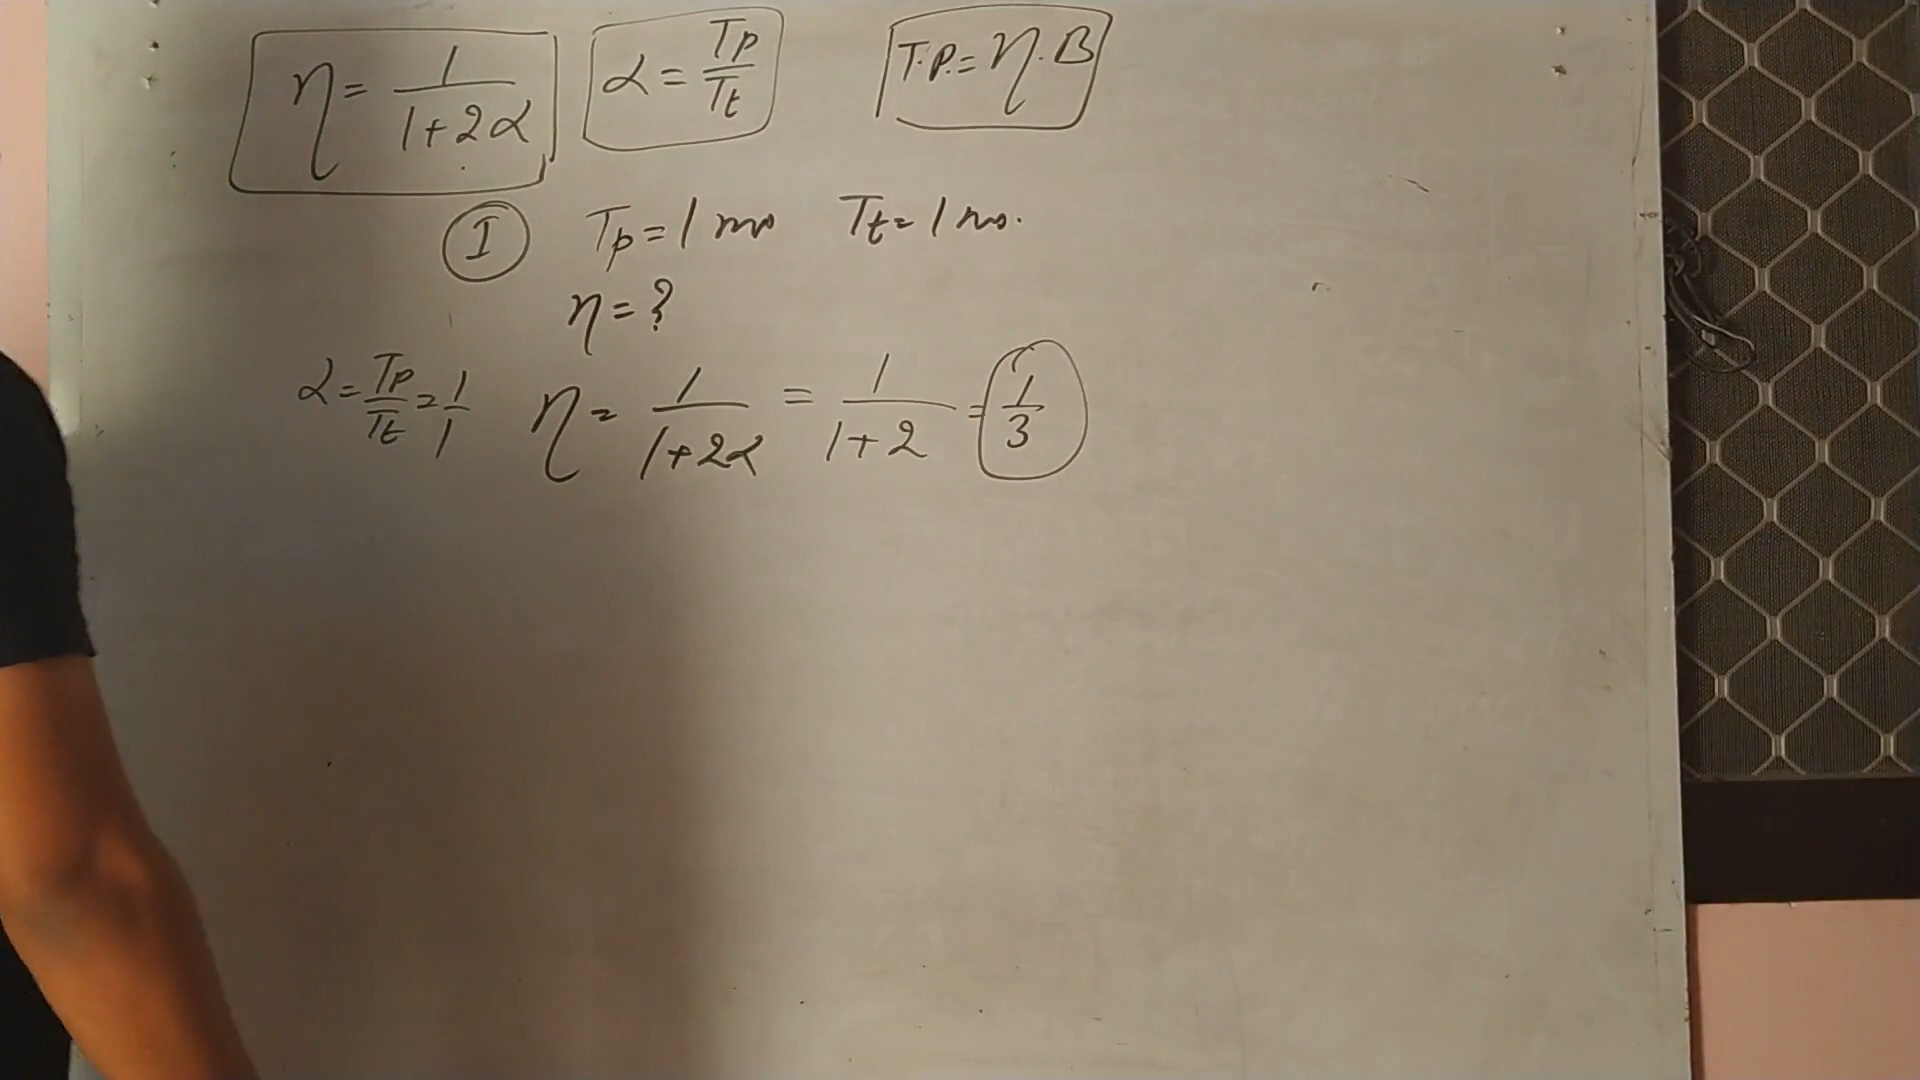 η = 1/(1+2α) α = Tp/Tt T.P. = η.B
I Tp = 1 ms Tt = 1 ms.
η = ?
α = Tp/Tt = 1/1 η = 1/(1+2α) = 1/(1+2) = 1/3